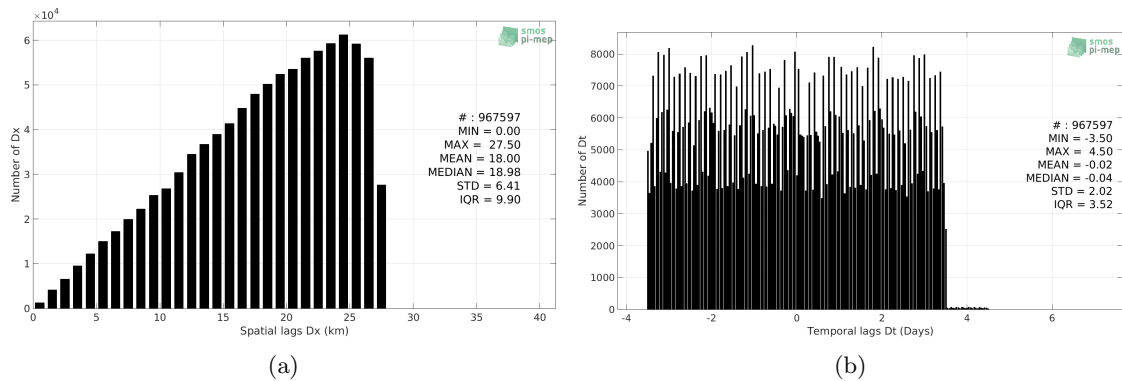 ×10⁴
6
5
4
3
2
1
0
Number of Dx
0 5 10 15 20 25 30 35 40
Spatial lags Dx (km)
smos
pi-mep
# : 967597
MIN = 0.00
MAX = 27.50
MEAN = 18.00
MEDIAN = 18.98
STD = 6.41
IQR = 9.90
(a)
8000
7000
6000
5000
4000
3000
2000
1000
0
Number of Dt
-4 -2 0 2 4 6
Temporal lags Dt (Days)
smos
pi-mep
# : 967597
MIN = -3.50
MAX = 4.50
MEAN = -0.02
MEDIAN = -0.04
STD = 2.02
IQR = 3.52
(b)